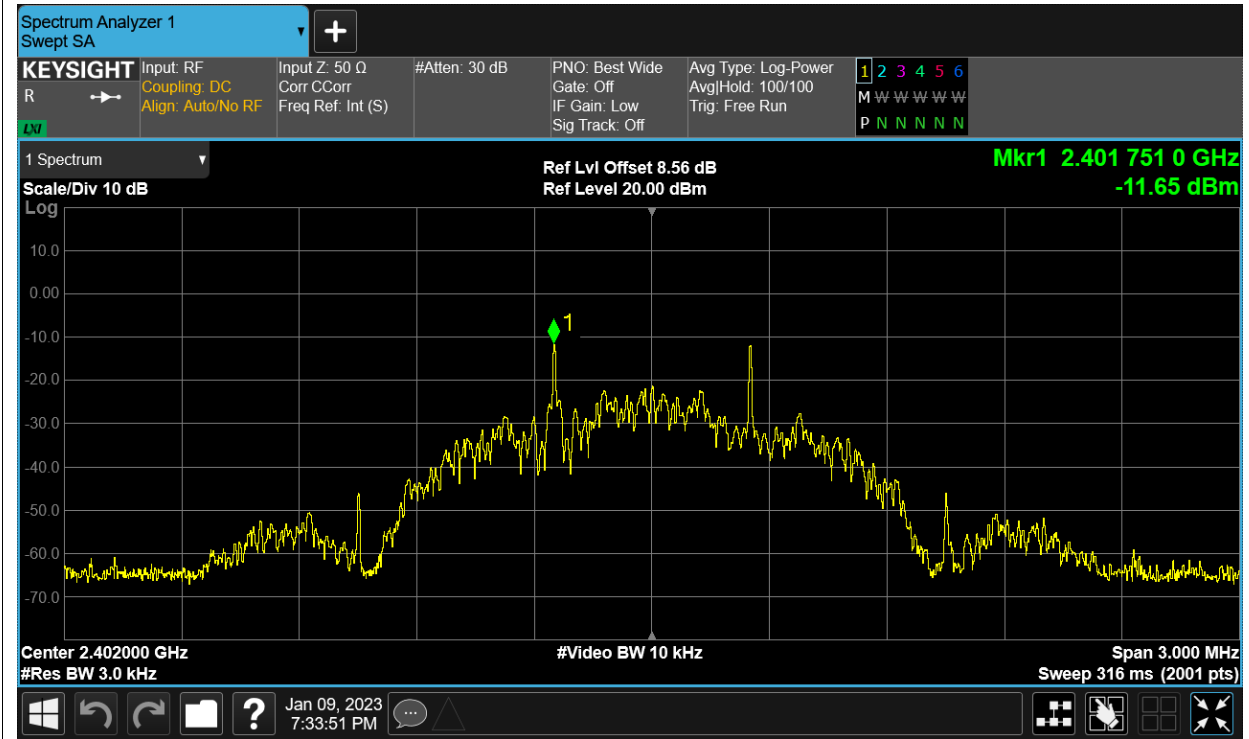 Spectrum Analyzer 1
Swept SA
KEYSIGHT
R
LXI
Input: RF
Coupling: DC
Align: Auto/No RF
Input Z: 50 Ω
Corr CCorr
Freq Ref: Int (S)
#Atten: 30 dB
PNO: Best Wide
Gate: Off
IF Gain: Low
Sig Track: Off
Avg Type: Log-Power
Avg|Hold: 100/100
Trig: Free Run
1 2 3 4 5 6
M W W W W W W
P N N N N N N
1 Spectrum
Scale/Div 10 dB
Log
Ref Lvl Offset 8.56 dB
Ref Level 20.00 dBm
Mkr1 2.401 751 0 GHz
-11.65 dBm
10.0
0.00
-10.0
-20.0
-30.0
-40.0
-50.0
-60.0
-70.0
1
Center 2.402000 GHz
#Res BW 3.0 kHz
#Video BW 10 kHz
Span 3.000 MHz
Sweep 316 ms (2001 pts)
?
Jan 09, 2023
7:33:51 PM